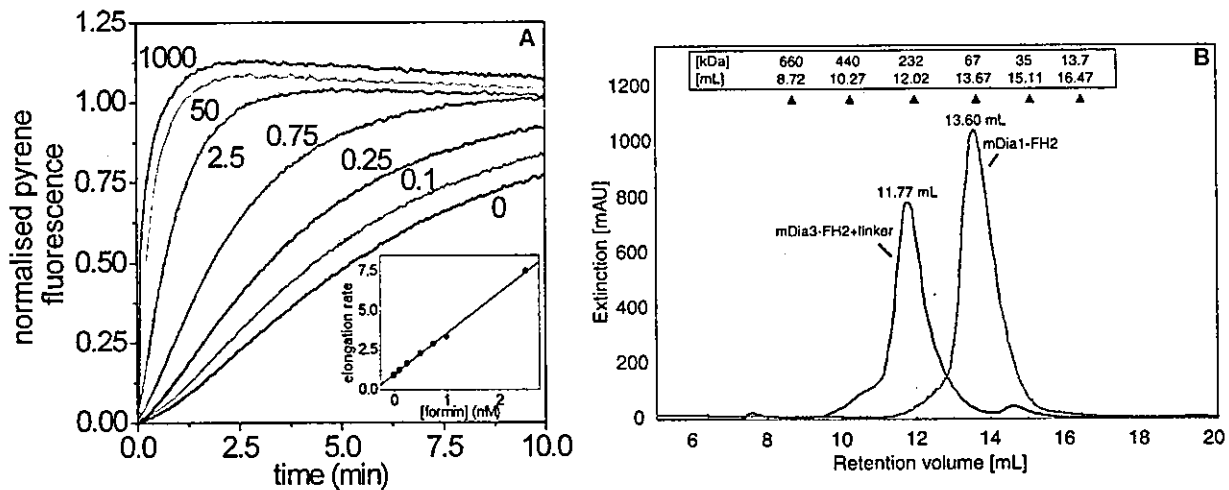 A
1.25
1.00
0.75
0.50
0.25
0.00
normalised pyrene
fluorescence
1000
50
2.5
0.75
0.25
0.1
0
0.0
2.5
5.0
7.5
10.0
time (min)
elongation rate
7.5
5.0
2.5
0.0
0
1
2
[formin] (nM)
B
[kDa] 660 440 232 67 35 13.7
[mL] 8.72 10.27 12.02 13.67 15.11 16.47
1200
1000
800
600
400
200
0
Extinction [mAU]
13.60 mL
mDia1-FH2
11.77 mL
mDia3-FH2+linker
6 8 10 12 14 16 18 20
Retention volume [mL]